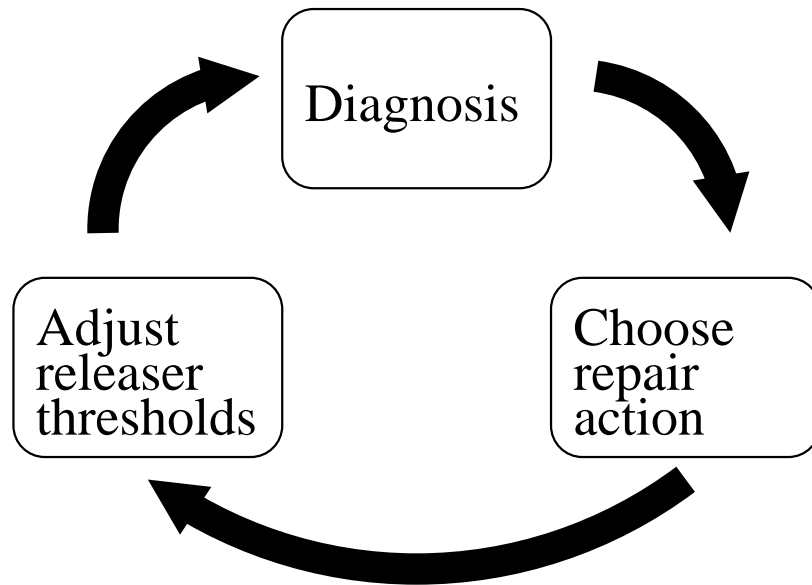 Diagnosis
Adjust
releaser
thresholds
Choose
repair
action